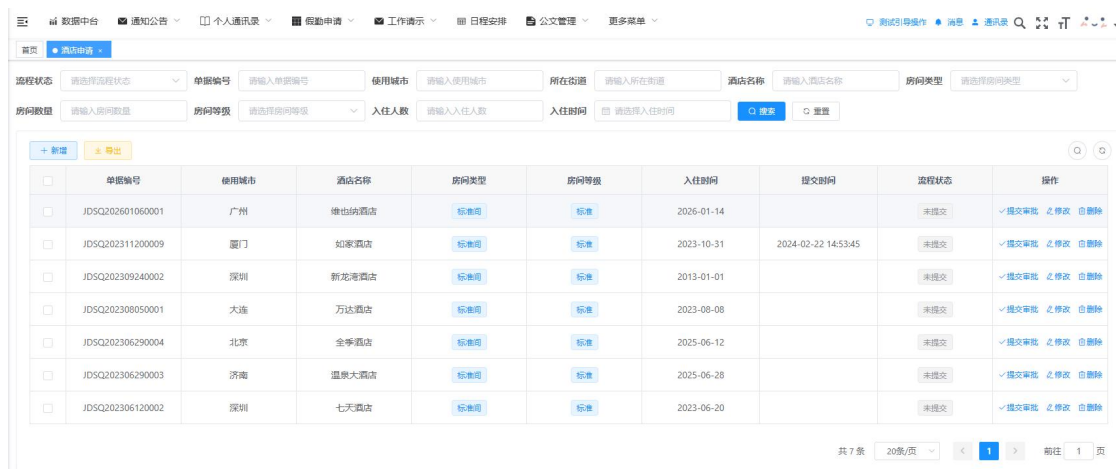 数据中台 通知公告 个人通讯录 假勤申请 工作请示 日程安排 公文管理 更多菜单 测试引导操作 消息 通讯录
首页 酒店申请 ×
流程状态 请选择流程状态 单据编号 请输入单据编号 使用城市 请输入使用城市 所在街道 请输入所在街道 酒店名称 请输入酒店名称 房间类型 请选择房间类型
房间数量 请输入房间数量 房间等级 请选择房间等级 入住人数 请输入入住人数 入住时间 请选择入住时间 搜索 重置
+ 新增 导出
单据编号 使用城市 酒店名称 房间类型 房间等级 入住时间 提交时间 流程状态 操作
JDSQ202601060001 广州 维也纳酒店 标准间 标准 2026-01-14 未提交 提交审批 修改 删除
JDSQ202311200009 厦门 如家酒店 标准间 标准 2023-10-31 2024-02-22 14:53:45 未提交 提交审批 修改 删除
JDSQ202309240002 深圳 新龙湾酒店 标准间 标准 2013-01-01 未提交 提交审批 修改 删除
JDSQ202308050001 大连 万达酒店 标准间 标准 2023-08-08 未提交 提交审批 修改 删除
JDSQ202306290004 北京 全季酒店 标准间 标准 2025-06-12 未提交 提交审批 修改 删除
JDSQ202306290003 济南 温泉大酒店 标准间 标准 2025-06-28 未提交 提交审批 修改 删除
JDSQ202306120002 深圳 七天酒店 标准间 标准 2023-06-20 未提交 提交审批 修改 删除
共 7 条 20条/页 1 前往 1 页